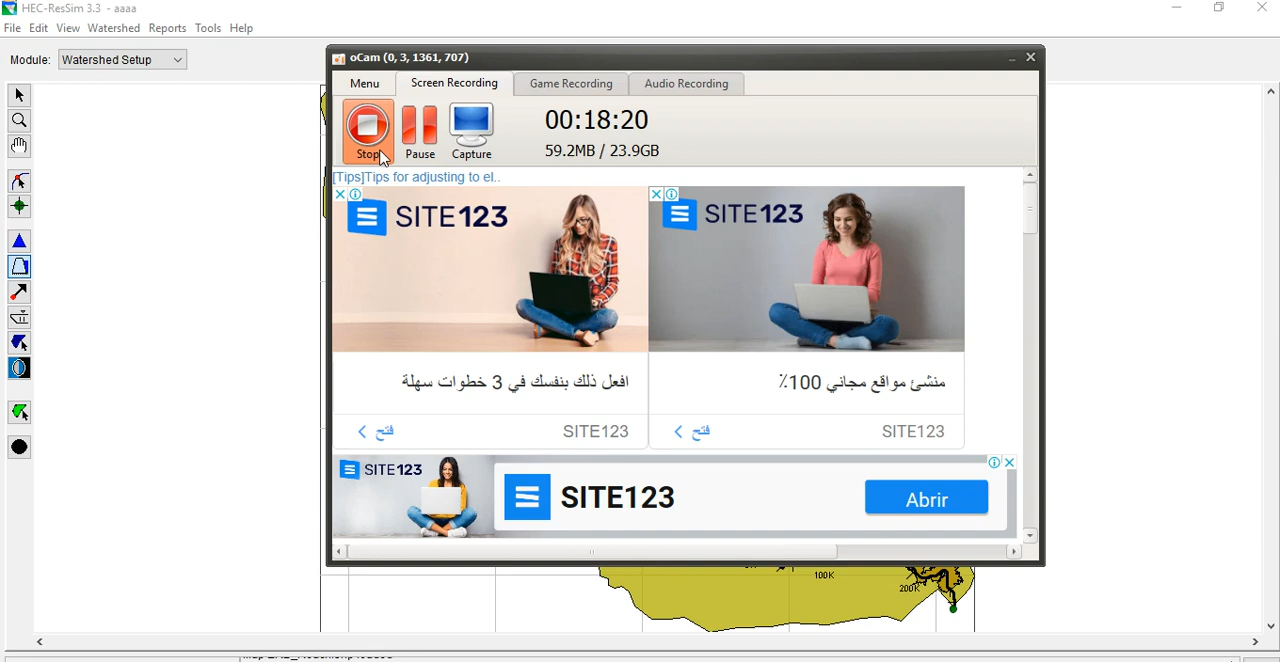 HEC-ResSim 3.3 - aaaa
File Edit View Watershed Reports Tools Help
Module: Watershed Setup
oCam (0, 3, 1361, 707)
Menu Screen Recording Game Recording Audio Recording
Stop Pause Capture
00:18:20
59.2MB / 23.9GB
[Tips]Tips for adjusting to el..
SITE123
SITE123
افعل ذلك بنفسك في 3 خطوات سهلة
منشئ مواقع مجاني 100٪
فتح
SITE123
فتح
SITE123
SITE123
SITE123
Abrir
100K
200K